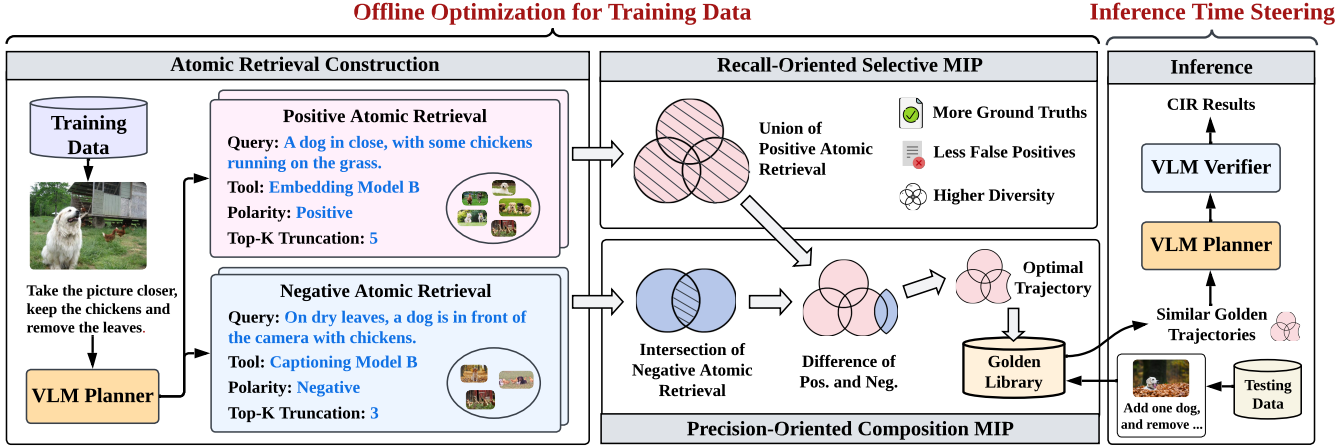 Offline Optimization for Training Data
Inference Time Steering
Atomic Retrieval Construction
Training
Data
Take the picture closer,
keep the chickens and
remove the leaves.
VLM Planner
Positive Atomic Retrieval
Query: A dog in close, with some chickens
running on the grass.
Tool: Embedding Model B
Polarity: Positive
Top-K Truncation: 5
Negative Atomic Retrieval
Query: On dry leaves, a dog is in front of
the camera with chickens.
Tool: Captioning Model B
Polarity: Negative
Top-K Truncation: 3
Recall-Oriented Selective MIP
Union of
Positive Atomic
Retrieval
More Ground Truths
Less False Positives
Higher Diversity
Intersection of
Negative Atomic
Retrieval
Difference of
Pos. and Neg.
Optimal
Trajectory
Golden
Library
Precision-Oriented Composition MIP
Inference
CIR Results
VLM Verifier
VLM Planner
Similar Golden
Trajectories
Add one dog,
and remove ...
Testing
Data